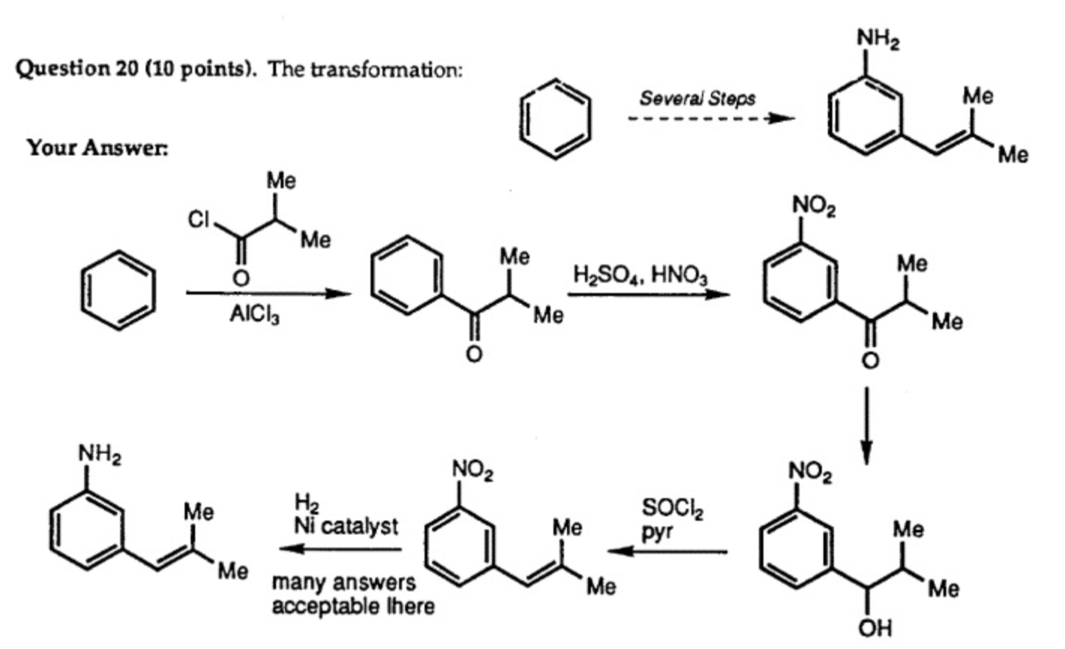 Question 20 (10 points). The transformation:
NH₂
Several Steps
Me
Me
Your Answer:
Me
Cl
Me
O
AlCl₃
Me
Me
O
H₂SO₄, HNO₃
NO₂
Me
Me
O
NH₂
Me
Me
H₂
Ni catalyst
many answers
acceptable lhere
NO₂
Me
Me
SOCl₂
pyr
NO₂
Me
Me
OH